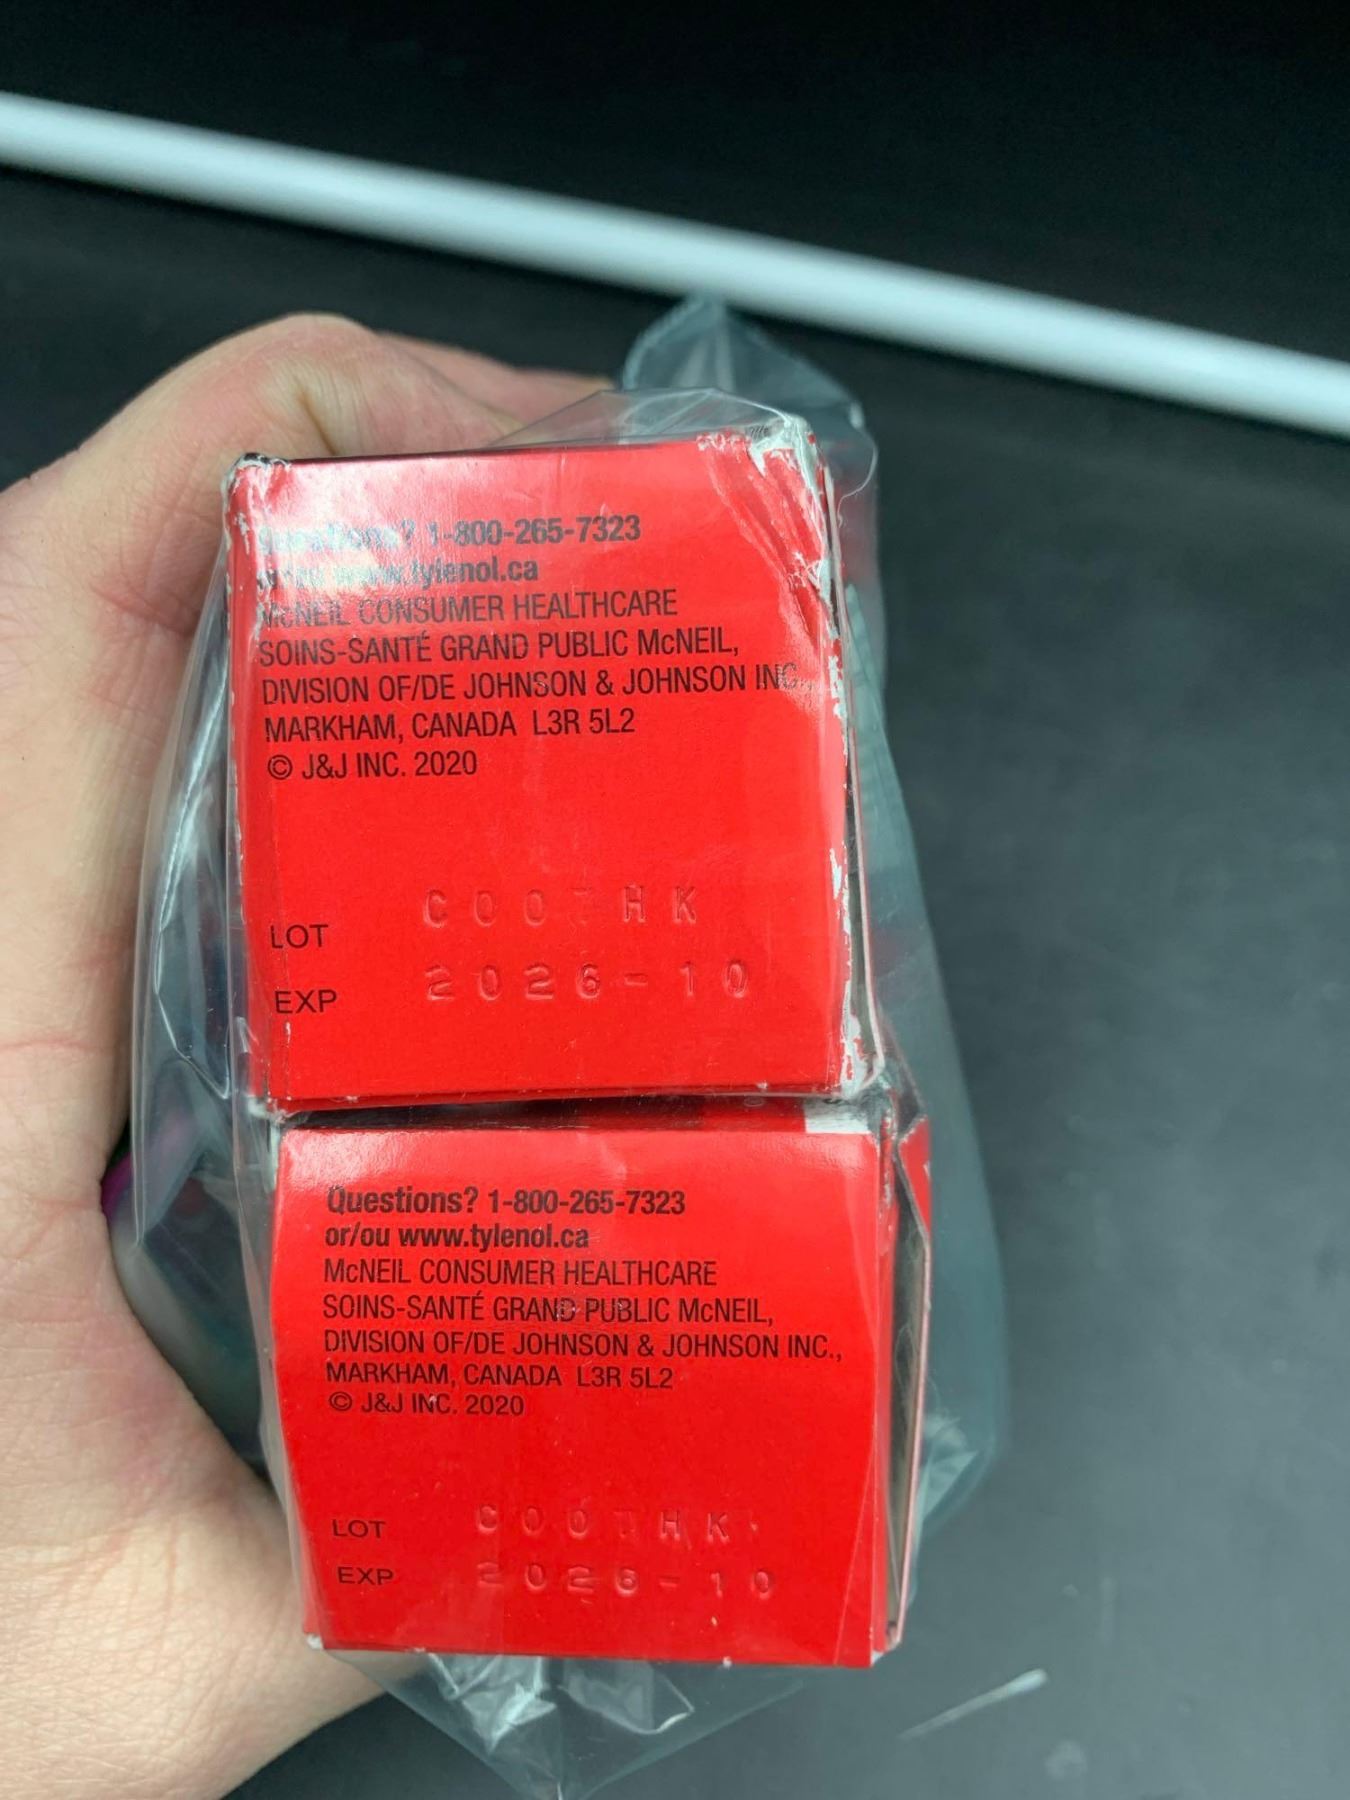 Questions? 1-800-265-7323
www.tylenol.ca
McNEIL CONSUMER HEALTHCARE
SOINS-SANTÉ GRAND PUBLIC McNEIL,
DIVISION OF/DE JOHNSON & JOHNSON INC.,
MARKHAM, CANADA L3R 5L2
© J&J INC. 2020
LOT
EXP 2026-10
Questions? 1-800-265-7323
or/ou www.tylenol.ca
McNEIL CONSUMER HEALTHCARE
SOINS-SANTÉ GRAND PUBLIC McNEIL,
DIVISION OF/DE JOHNSON & JOHNSON INC.,
MARKHAM, CANADA L3R 5L2
© J&J INC. 2020
LOT
EXP 2026-10